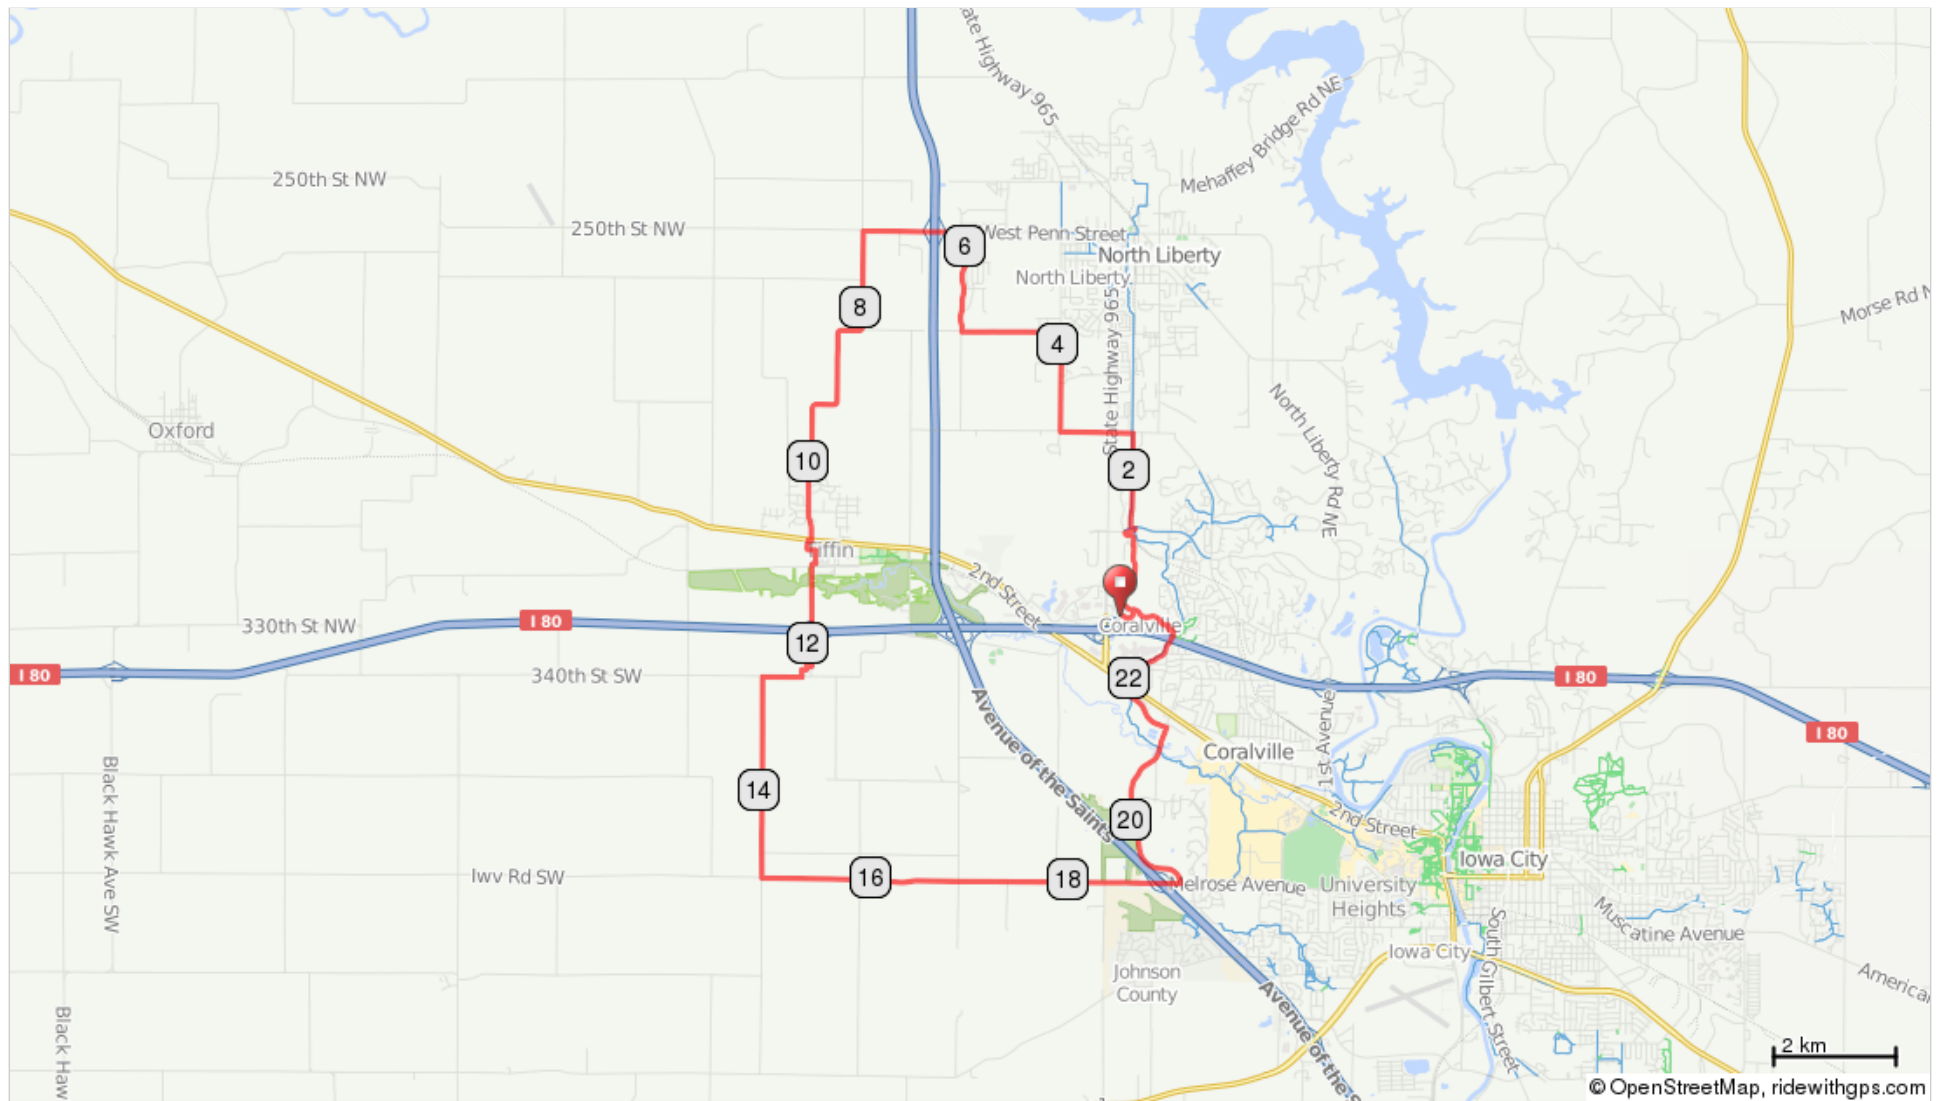 ate Highway 965
Mehaffey Bridge Rd NE
250th St NW
250th St NW
West Penn Street
6
North Liberty
North Liberty
State Highway 965
8
Morse Rd N
4
Oxford
North Liberty Rd NE
10
2
Tiffin
2nd Street
I 80
330th St NW
Coralville
12
I 80
340th St SW
22
I 80
Avenue of the Saints
I 80
Coralville
1st Avenue
Black Hawk Ave SW
14
20
2nd Street
Iowa City
Iwv Rd SW
16
18
Melrose Avenue
University
Heights
Muscatine Avenue
South Gilbert Street
Iowa City
Johnson
County
America
Avenue of the S
Black Haw
2 km
© OpenStreetMap, ridewithgps.com